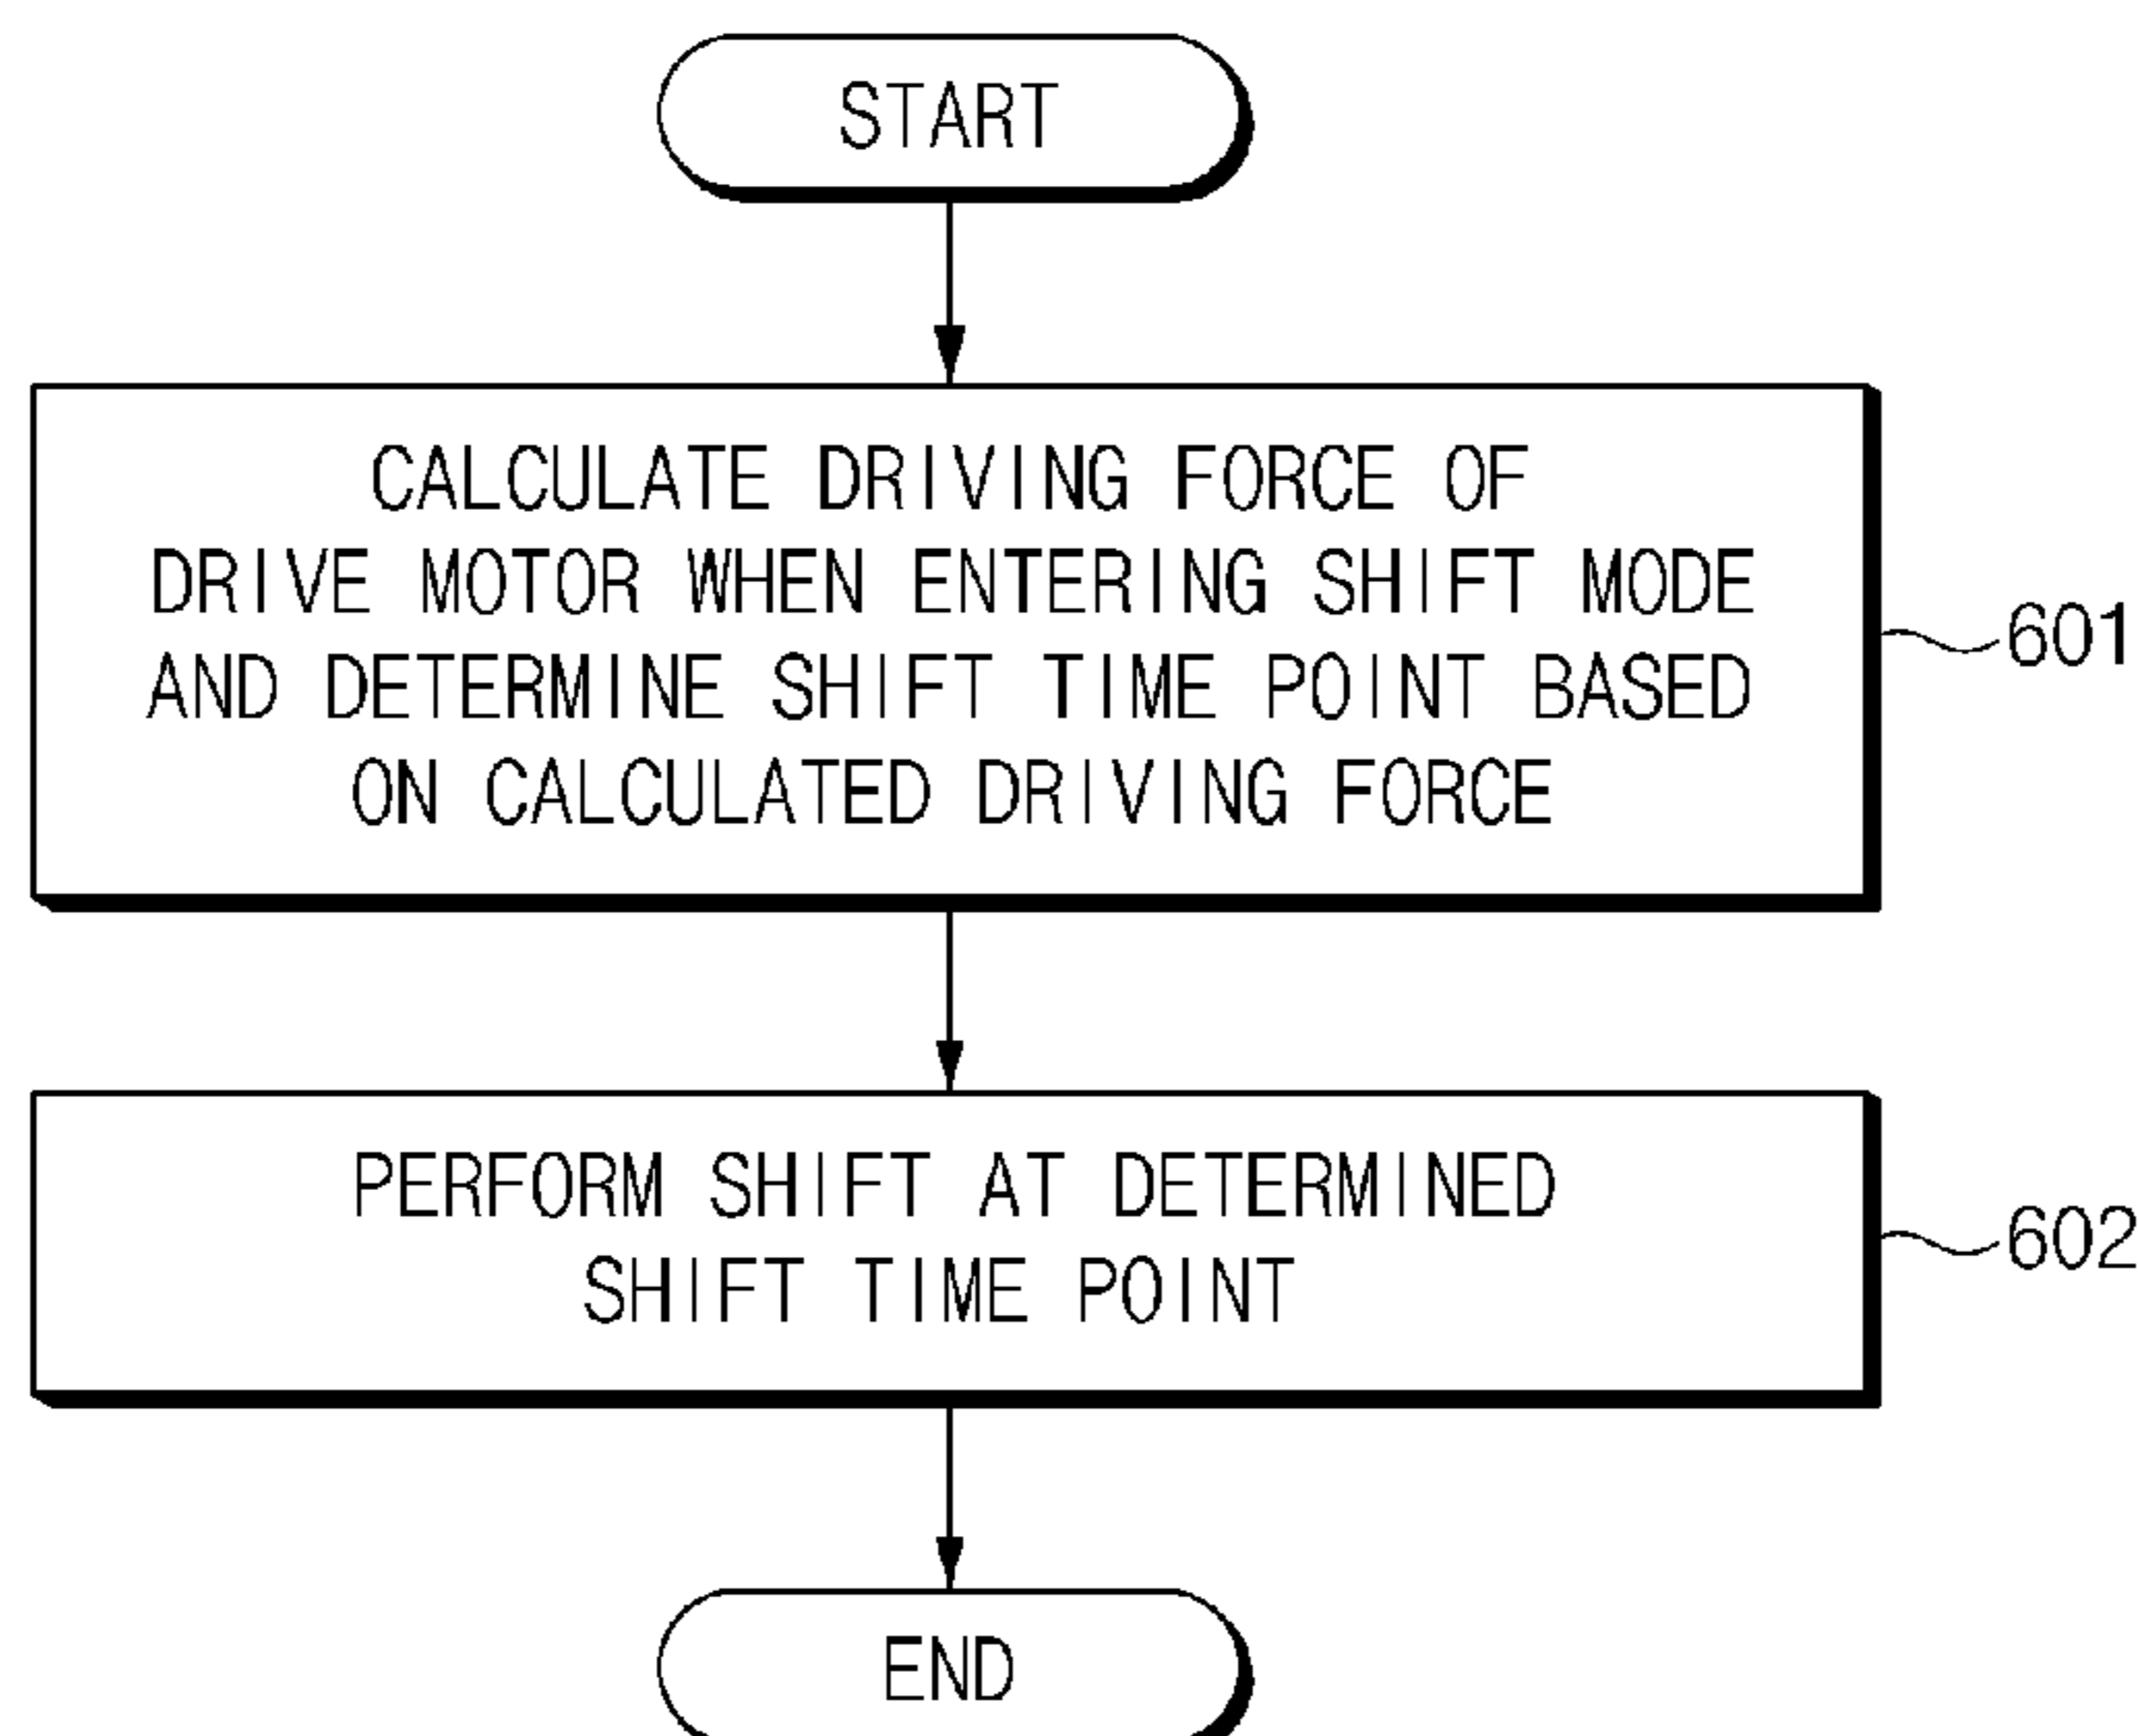 START
CALCULATE DRIVING FORCE OF
DRIVE MOTOR WHEN ENTERING SHIFT MODE
AND DETERMINE SHIFT TIME POINT BASED
ON CALCULATED DRIVING FORCE
601
PERFORM SHIFT AT DETERMINED
SHIFT TIME POINT
602
END